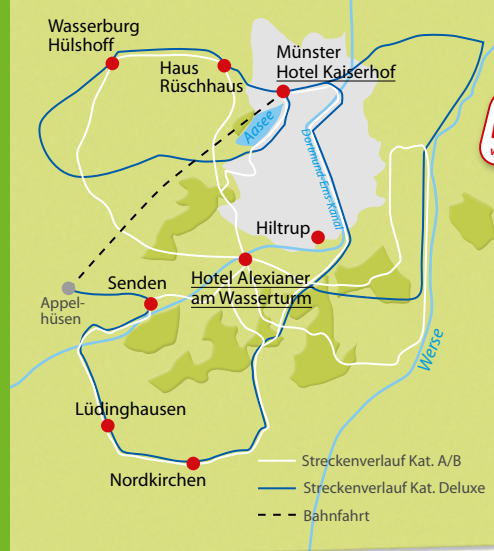 Wasserburg
Hülshoff
Haus
Rüschhaus
Münster
Hotel Kaiserhof
Aasee
Dortmund-Ems-Kanal
Hiltrup
Hotel Alexianer
am Wasserturm
Appel-
hüsen
Senden
Werse
Lüdinghausen
Nordkirchen
Streckenverlauf Kat. A/B
Streckenverlauf Kat. Deluxe
Bahnfahrt